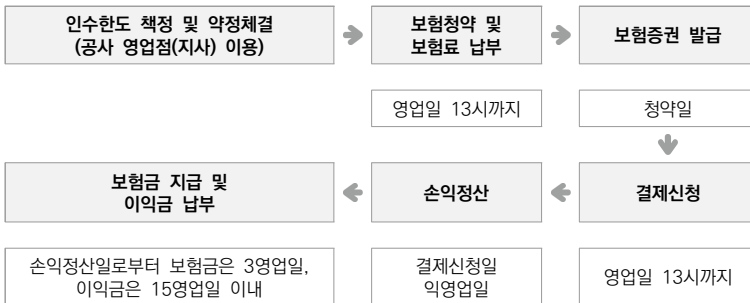 인수한도 책정 및 약정체결
(공사 영업점(지사) 이용)
보험청약 및
보험료 납부
보험증권 발급
영업일 13시까지
청약일
보험금 지급 및
이익금 납부
손익정산
결제신청
손익정산일로부터 보험금은 3영업일,
이익금은 15영업일 이내
결제신청일
익영업일
영업일 13시까지